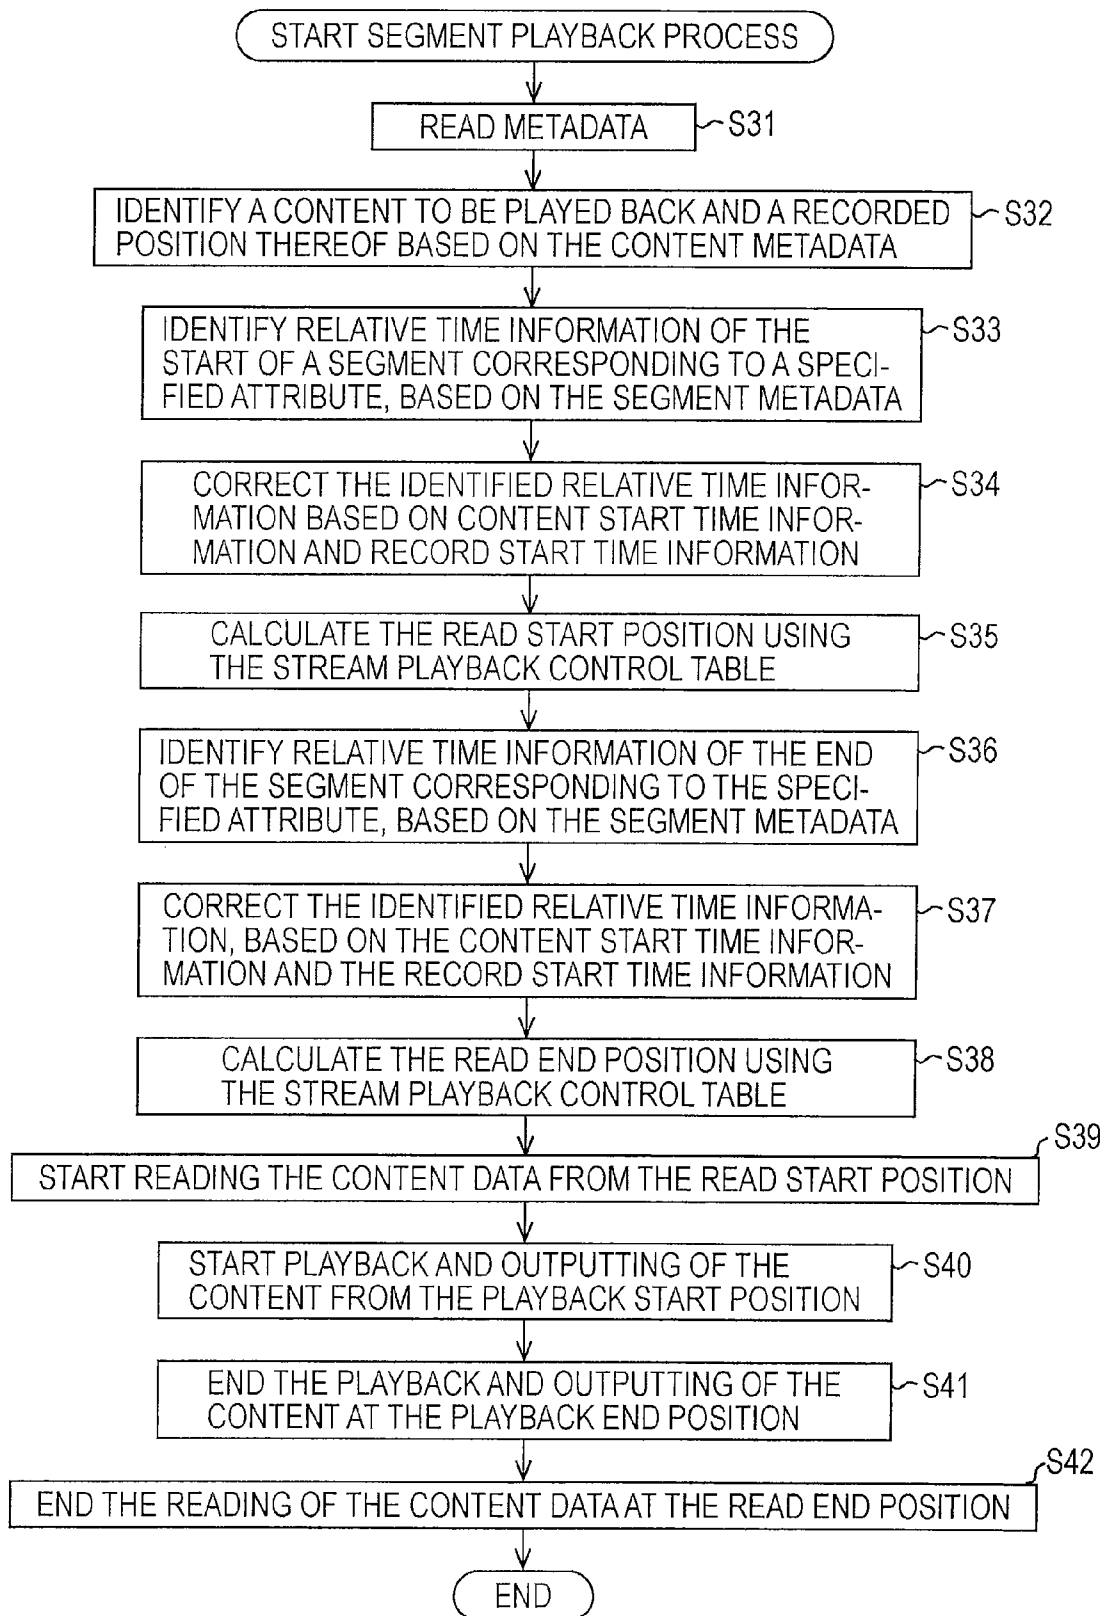 START SEGMENT PLAYBACK PROCESS
READ METADATA
S31
IDENTIFY A CONTENT TO BE PLAYED BACK AND A RECORDED
POSITION THEREOF BASED ON THE CONTENT METADATA
S32
IDENTIFY RELATIVE TIME INFORMATION OF THE
START OF A SEGMENT CORRESPONDING TO A SPECI-
FIED ATTRIBUTE, BASED ON THE SEGMENT METADATA
S33
CORRECT THE IDENTIFIED RELATIVE TIME INFOR-
MATION BASED ON CONTENT START TIME INFOR-
MATION AND RECORD START TIME INFORMATION
S34
CALCULATE THE READ START POSITION USING
THE STREAM PLAYBACK CONTROL TABLE
S35
IDENTIFY RELATIVE TIME INFORMATION OF THE END
OF THE SEGMENT CORRESPONDING TO THE SPECI-
FIED ATTRIBUTE, BASED ON THE SEGMENT METADATA
S36
CORRECT THE IDENTIFIED RELATIVE TIME INFORMA-
TION, BASED ON THE CONTENT START TIME INFOR-
MATION AND THE RECORD START TIME INFORMATION
S37
CALCULATE THE READ END POSITION USING
THE STREAM PLAYBACK CONTROL TABLE
S38
START READING THE CONTENT DATA FROM THE READ START POSITION
S39
START PLAYBACK AND OUTPUTTING OF THE
CONTENT FROM THE PLAYBACK START POSITION
S40
END THE PLAYBACK AND OUTPUTTING OF THE
CONTENT AT THE PLAYBACK END POSITION
S41
END THE READING OF THE CONTENT DATA AT THE READ END POSITION
S42
END